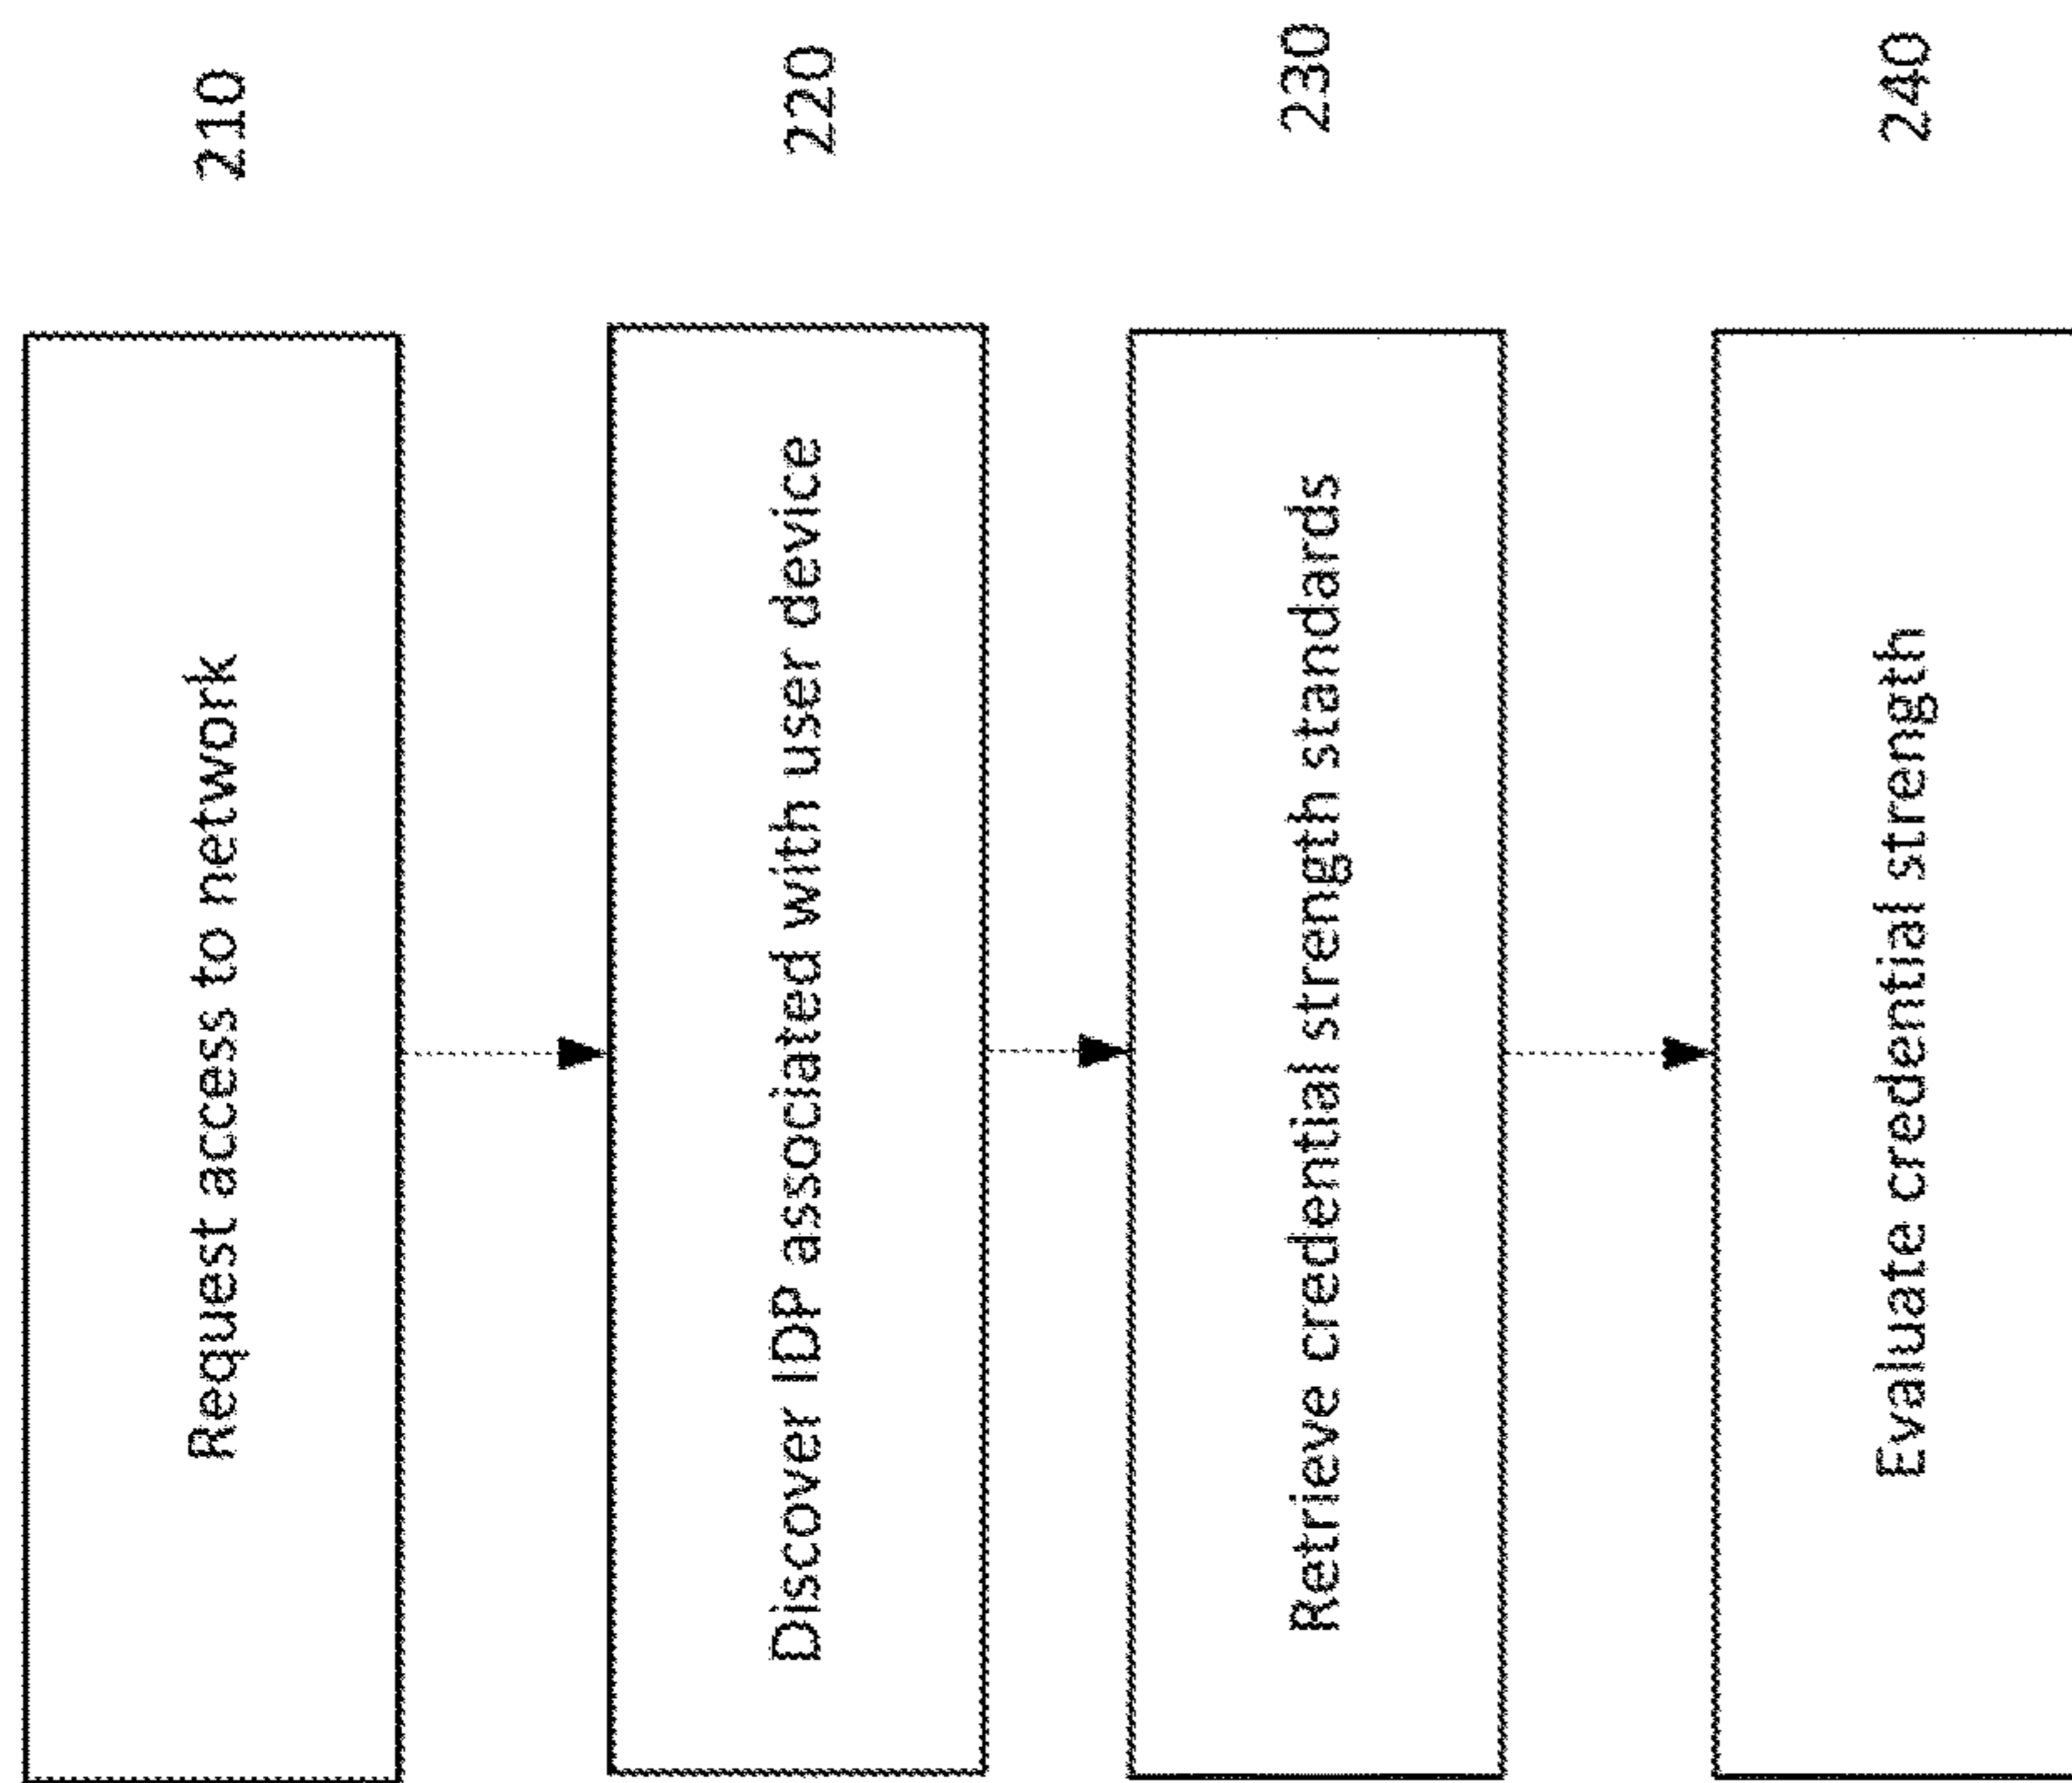 Request access to network
210
Discover IDP associated with user device
220
Retrieve credential strength standards
230
Evaluate credential strength
240